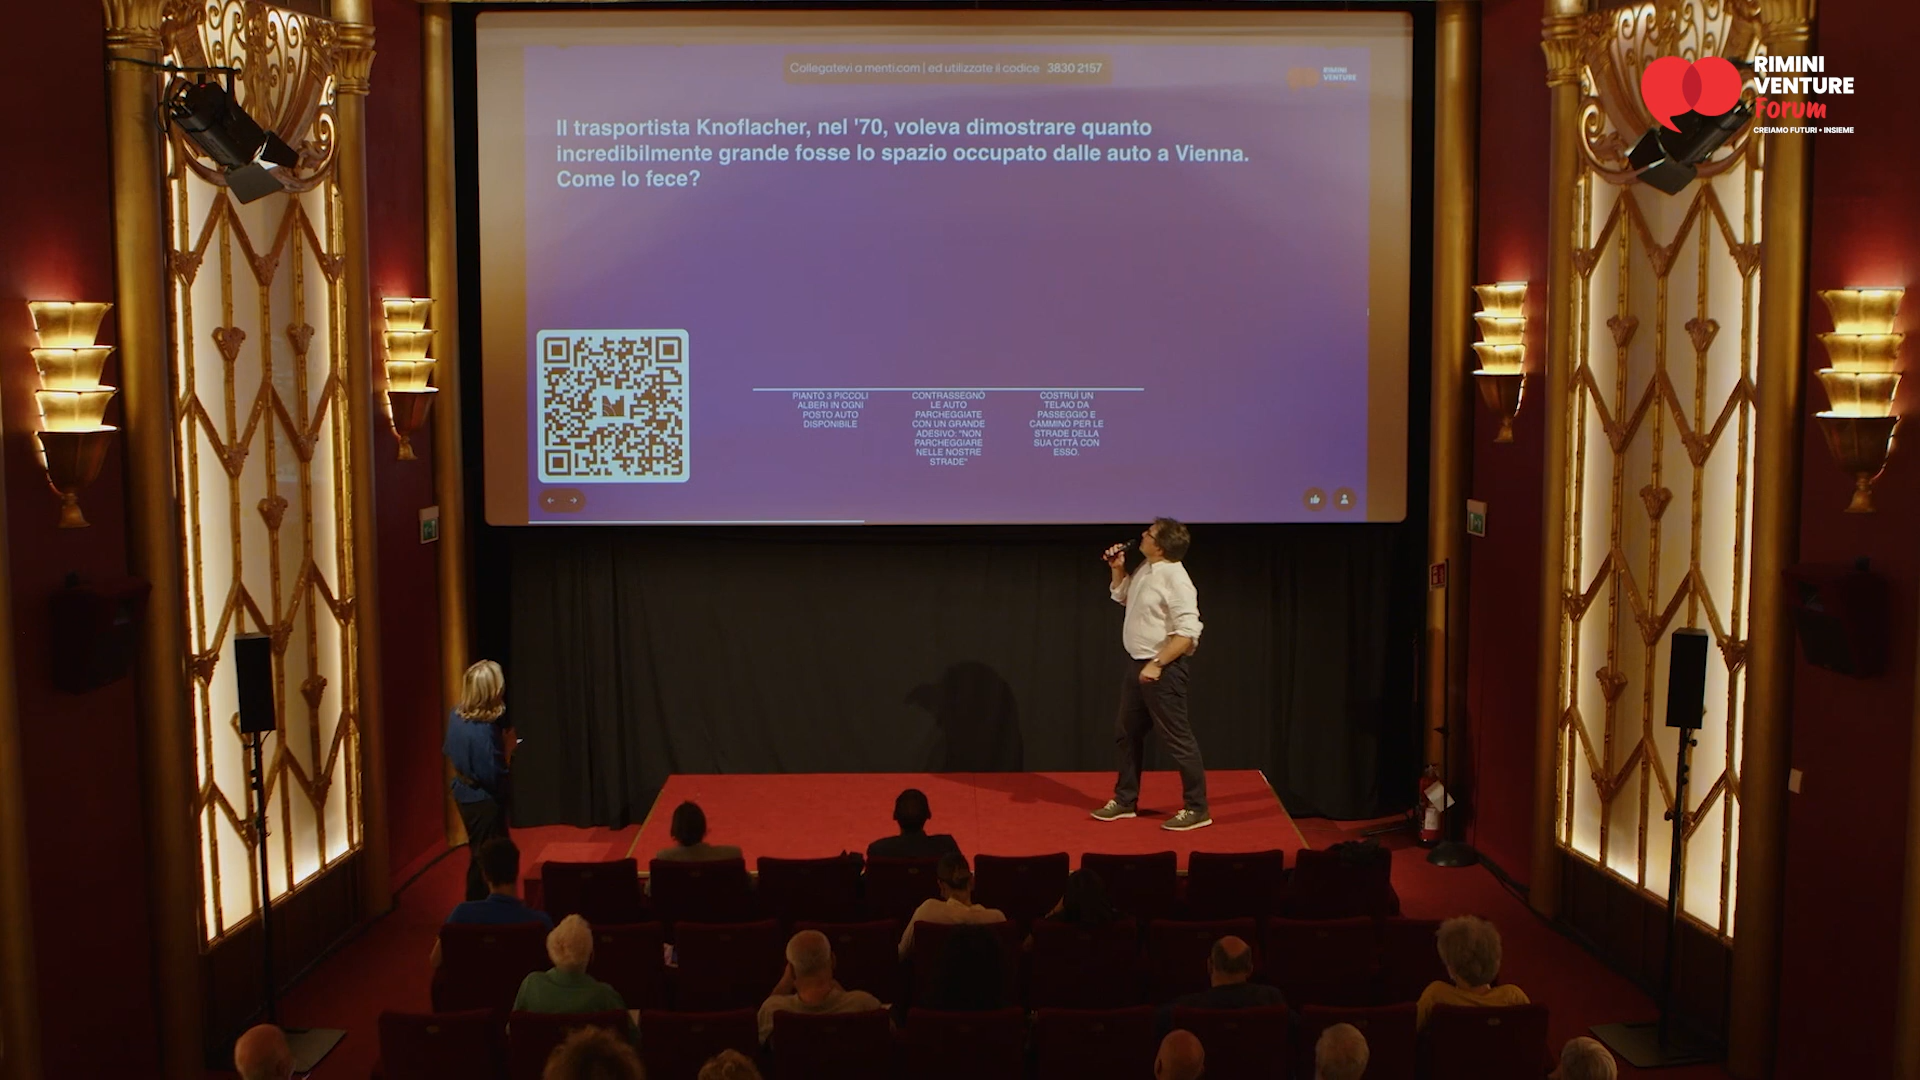 RIMINI
VENTURE
Forum
CREIAMO FUTURI • INSIEME
Collegatevi a menti.com | ed utilizzate il codice 3830 2157
RIMINI
VENTURE
Il trasportista Knoflacher, nel '70, voleva dimostrare quanto
incredibilmente grande fosse lo spazio occupato dalle auto a Vienna.
Come lo fece?
PIANTÒ 3 PICCOLI
ALBERI IN OGNI
POSTO AUTO
DISPONIBILE
CONTRASSEGNÒ
LE AUTO
PARCHEGGIATE
CON UN GRANDE
ADESIVO: "NON
PARCHEGGIARE
NELLE NOSTRE
STRADE"
COSTRUÌ UN
TELAIO DA
PASSEGGIO E
CAMMINÒ PER LE
STRADE DELLA
SUA CITTÀ CON
ESSO.